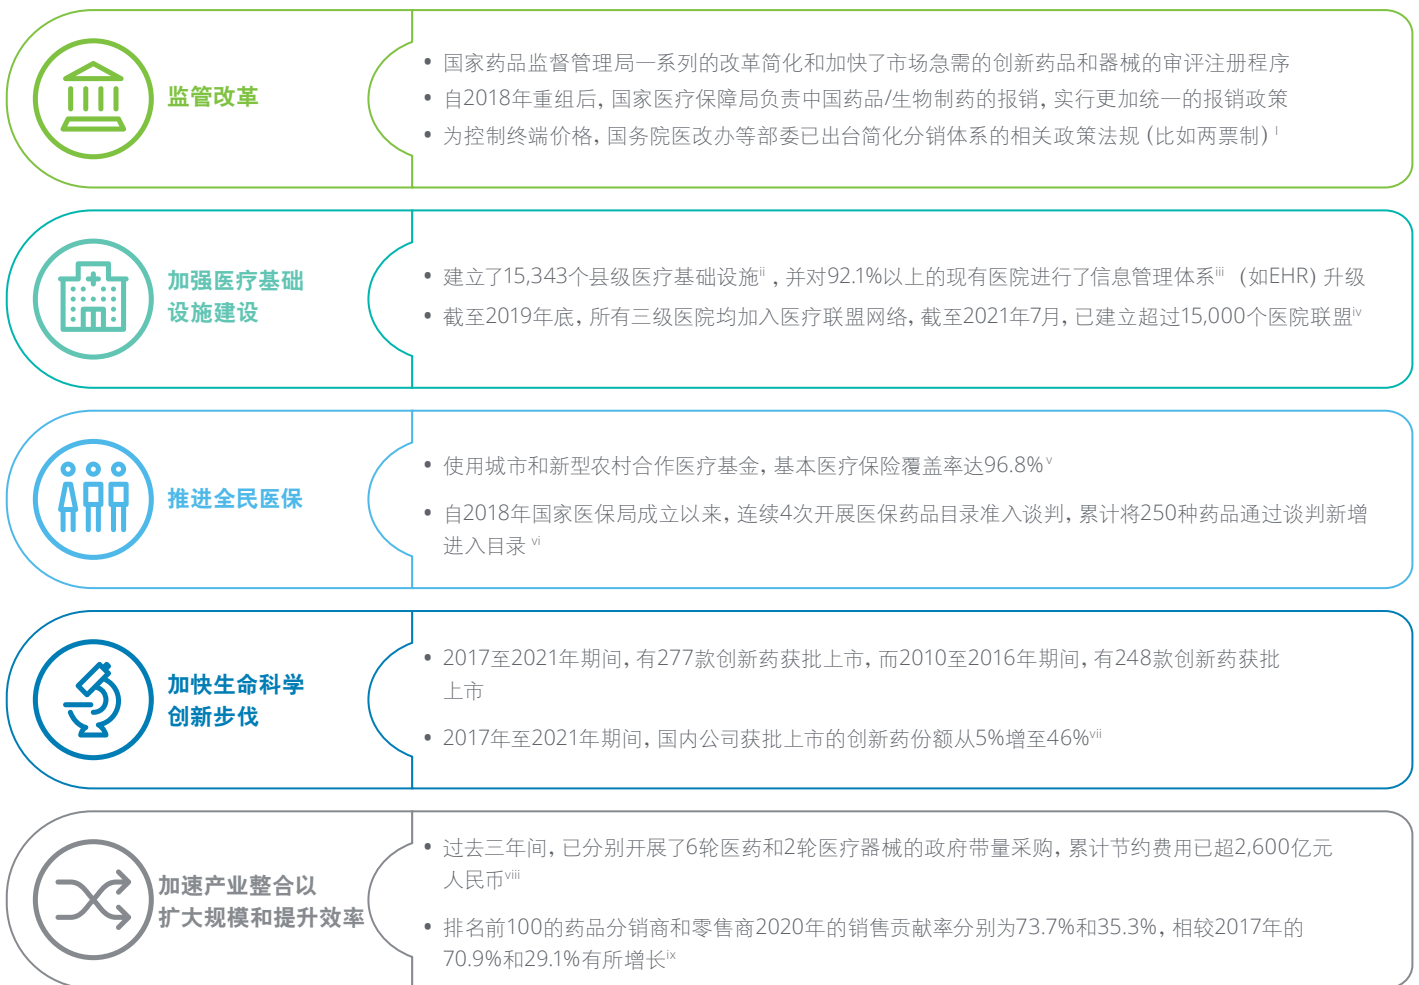 监管改革
• 国家药品监督管理局一系列的改革简化和加快了市场急需的创新药品和器械的审评注册程序
• 自2018年重组后, 国家医疗保障局负责中国药品/生物制药的报销, 实行更加统一的报销政策
• 为控制终端价格, 国务院医改办等部委已出台简化分销体系的相关政策法规 (比如两票制) i
加强医疗基础
设施建设
• 建立了15,343个县级医疗基础设施ii , 并对92.1%以上的现有医院进行了信息管理体系iii (如EHR) 升级
• 截至2019年底, 所有三级医院均加入医疗联盟网络, 截至2021年7月, 已建立超过15,000个医院联盟iv
推进全民医保
• 使用城市和新型农村合作医疗基金, 基本医疗保险覆盖率达96.8%v
• 自2018年国家医保局成立以来, 连续4次开展医保药品目录准入谈判, 累计将250种药品通过谈判新增
进入目录 vi
加快生命科学
创新步伐
• 2017至2021年期间, 有277款创新药获批上市, 而2010至2016年期间, 有248款创新药获批
上市
• 2017年至2021年期间, 国内公司获批上市的创新药份额从5%增至46%vii
加速产业整合以
扩大规模和提升效率
• 过去三年间, 已分别开展了6轮医药和2轮医疗器械的政府带量采购, 累计节约费用已超2,600亿元
人民币viii
• 排名前100的药品分销商和零售商2020年的销售贡献率分别为73.7%和35.3%, 相较2017年的
70.9%和29.1%有所增长ix